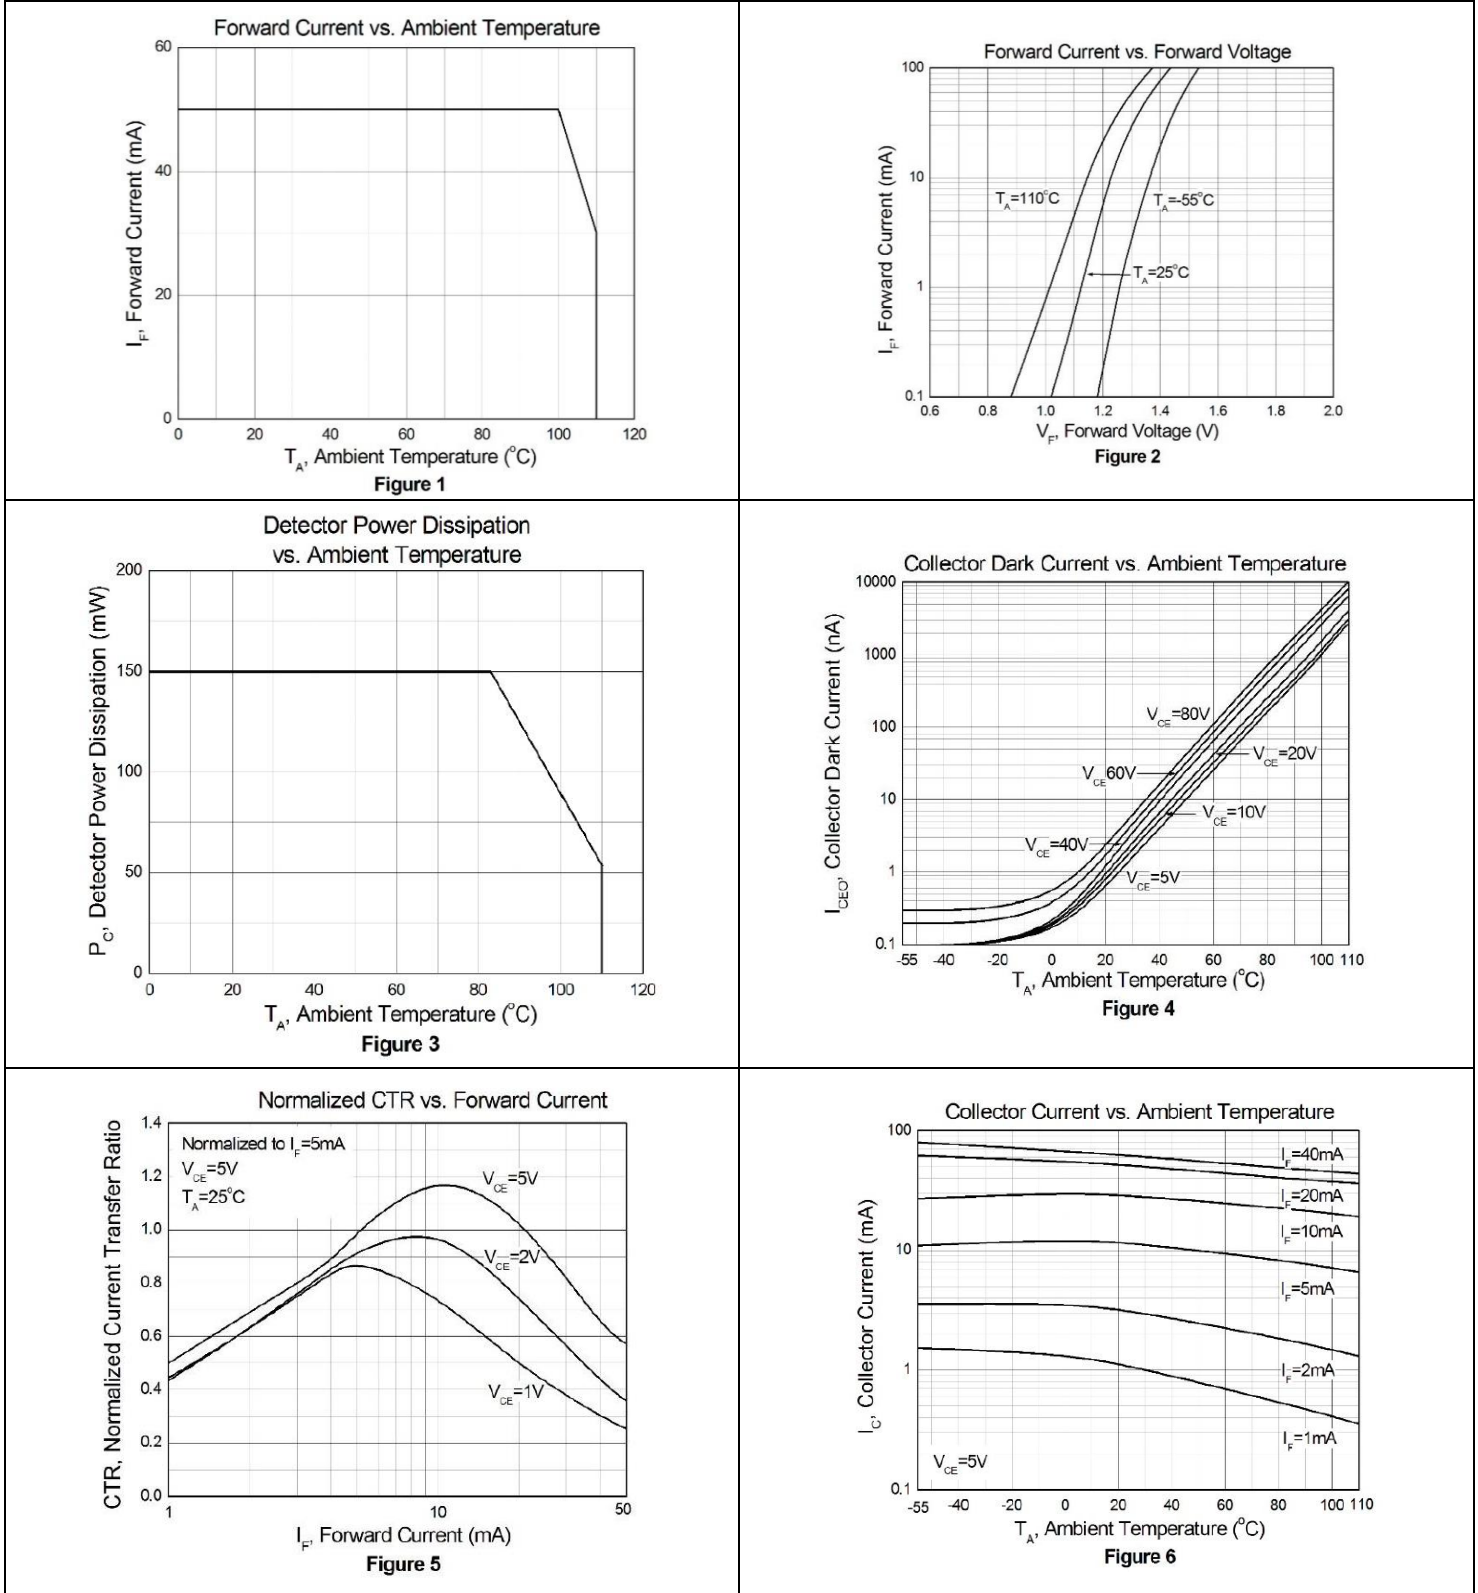 Forward Current vs. Ambient Temperature
60
40
20
0
0 20 40 60 80 100 120
I_F, Forward Current (mA)
T_A, Ambient Temperature (°C)
Figure 1
Forward Current vs. Forward Voltage
100
10
1
0.1
0.6 0.8 1.0 1.2 1.4 1.6 1.8 2.0
I_F, Forward Current (mA)
T_A=110°C
T_A=-55°C
T_A=25°C
V_F, Forward Voltage (V)
Figure 2
Detector Power Dissipation
vs. Ambient Temperature
200
150
100
50
0
0 20 40 60 80 100 120
P_C, Detector Power Dissipation (mW)
T_A, Ambient Temperature (°C)
Figure 3
Collector Dark Current vs. Ambient Temperature
10000
1000
100
10
1
0.1
-55 -40 -20 0 20 40 60 80 100 110
I_CEO, Collector Dark Current (nA)
V_CE=80V
V_CE=20V
V_CE 60V
V_CE=10V
V_CE=40V
V_CE=5V
T_A, Ambient Temperature (°C)
Figure 4
Normalized CTR vs. Forward Current
1.4
1.2
1.0
0.8
0.6
0.4
0.2
0.0
1 10 50
CTR, Normalized Current Transfer Ratio
Normalized to I_F=5mA
V_CE=5V
T_A=25°C
V_CE=5V
V_CE=2V
V_CE=1V
I_F, Forward Current (mA)
Figure 5
Collector Current vs. Ambient Temperature
100
10
1
0.1
-55 -40 -20 0 20 40 60 80 100 110
I_C, Collector Current (mA)
I_F=40mA
I_F=20mA
I_F=10mA
I_F=5mA
I_F=2mA
I_F=1mA
V_CE=5V
T_A, Ambient Temperature (°C)
Figure 6